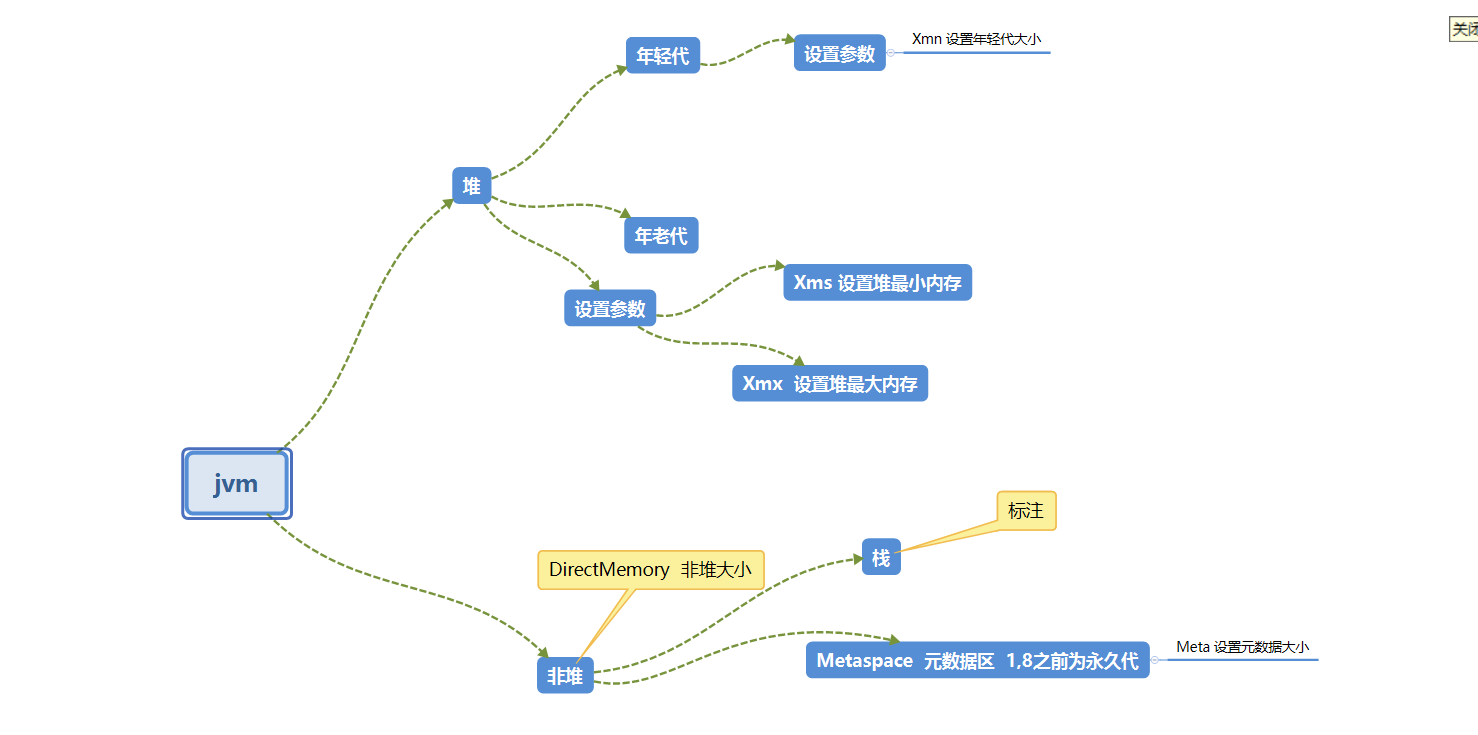 年轻代
设置参数
Xmn 设置年轻代大小
堆
年老代
设置参数
Xms 设置堆最小内存
Xmx 设置堆最大内存
jvm
标注
栈
DirectMemory 非堆大小
非堆
Metaspace 元数据区 1,8之前为永久代
Meta 设置元数据大小
关闭